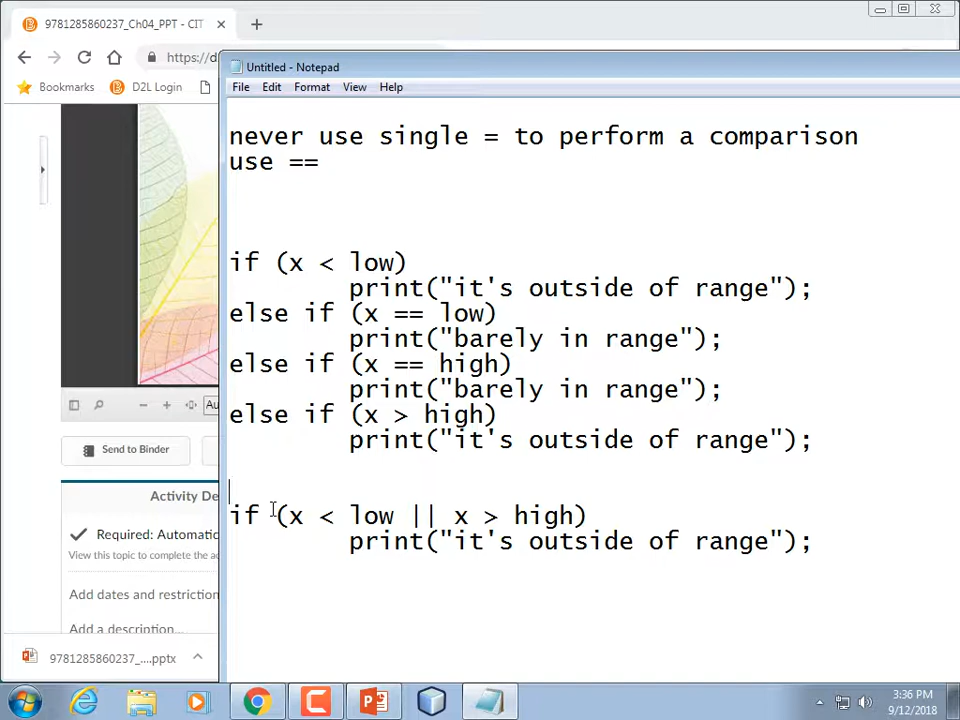 9781285860237_Ch04_PPT - CIT
https://d
Bookmarks D2L Login
Untitled - Notepad
File Edit Format View Help
never use single = to perform a comparison
use ==
if (x < low)
print("it's outside of range");
else if (x == low)
print("barely in range");
else if (x == high)
print("barely in range");
else if (x > high)
print("it's outside of range");
if (x < low || x > high)
print("it's outside of range");
Au
Send to Binder
Activity De
Required: Automatic
View this topic to complete the ac
Add dates and restriction
Add a description...
9781285860237_....pptx
3:36 PM
9/12/2018